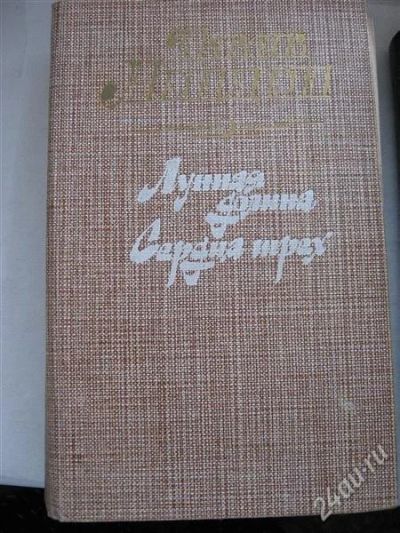 Джек
Лондон
Лунная
долина
Сердца трех
24au.ru